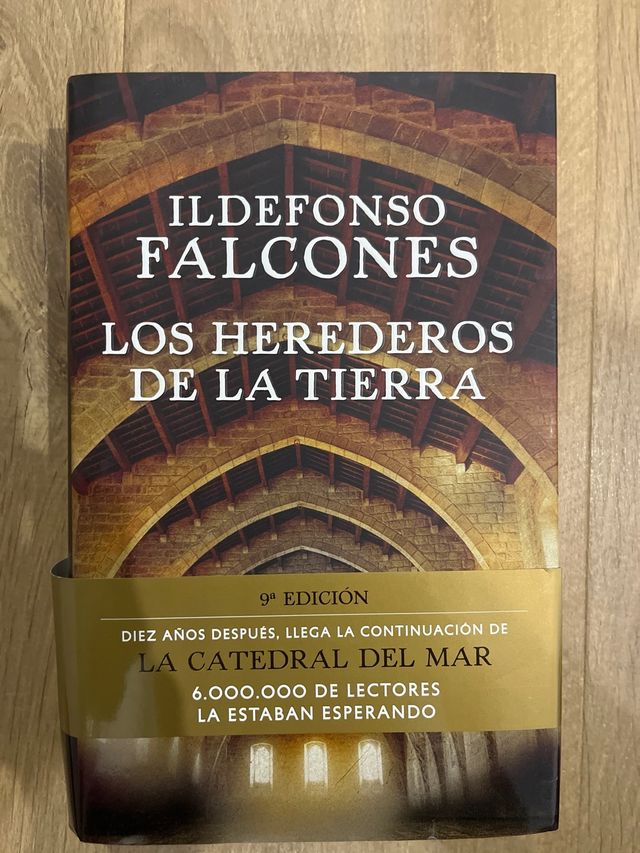 ILDEFONSO
FALCONES
LOS HEREDEROS
DE LA TIERRA
9ª EDICIÓN
DIEZ AÑOS DESPUÉS, LLEGA LA CONTINUACIÓN DE
LA CATEDRAL DEL MAR
6.000.000 DE LECTORES
LA ESTABAN ESPERANDO